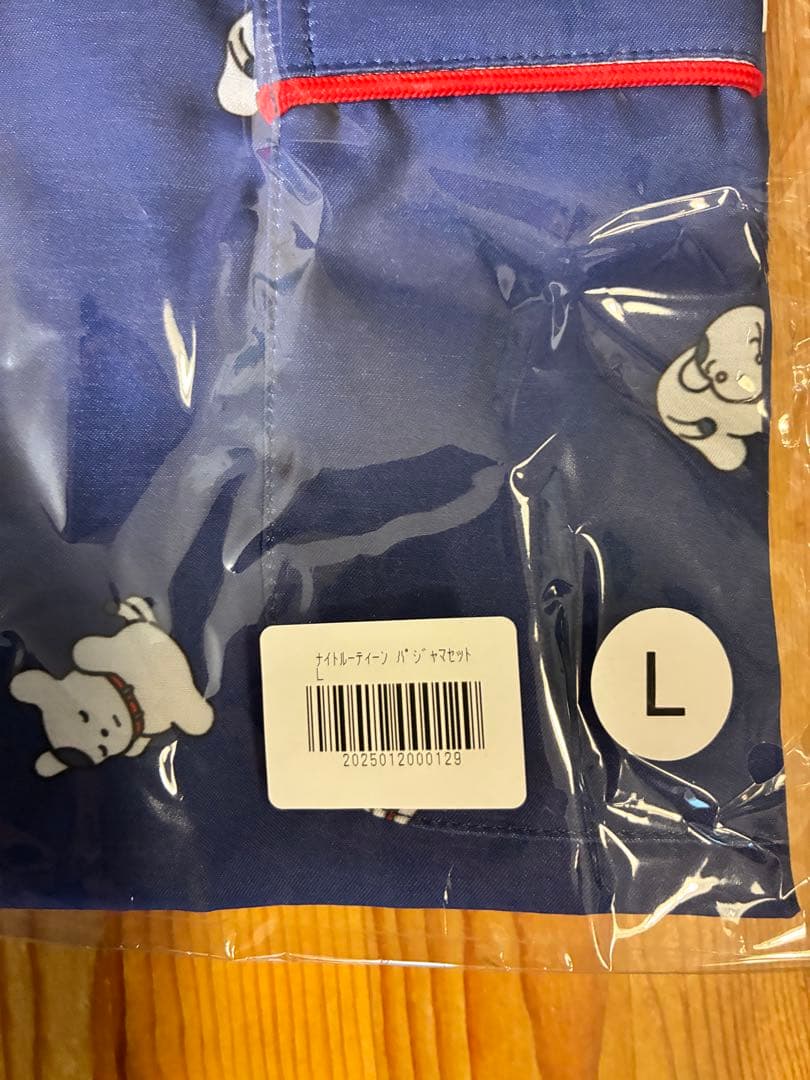 ﾅｲﾄﾙｰﾃｨｰﾝ ﾊﾟｼﾞｬﾏｾｯﾄ
L
2025012000129
L